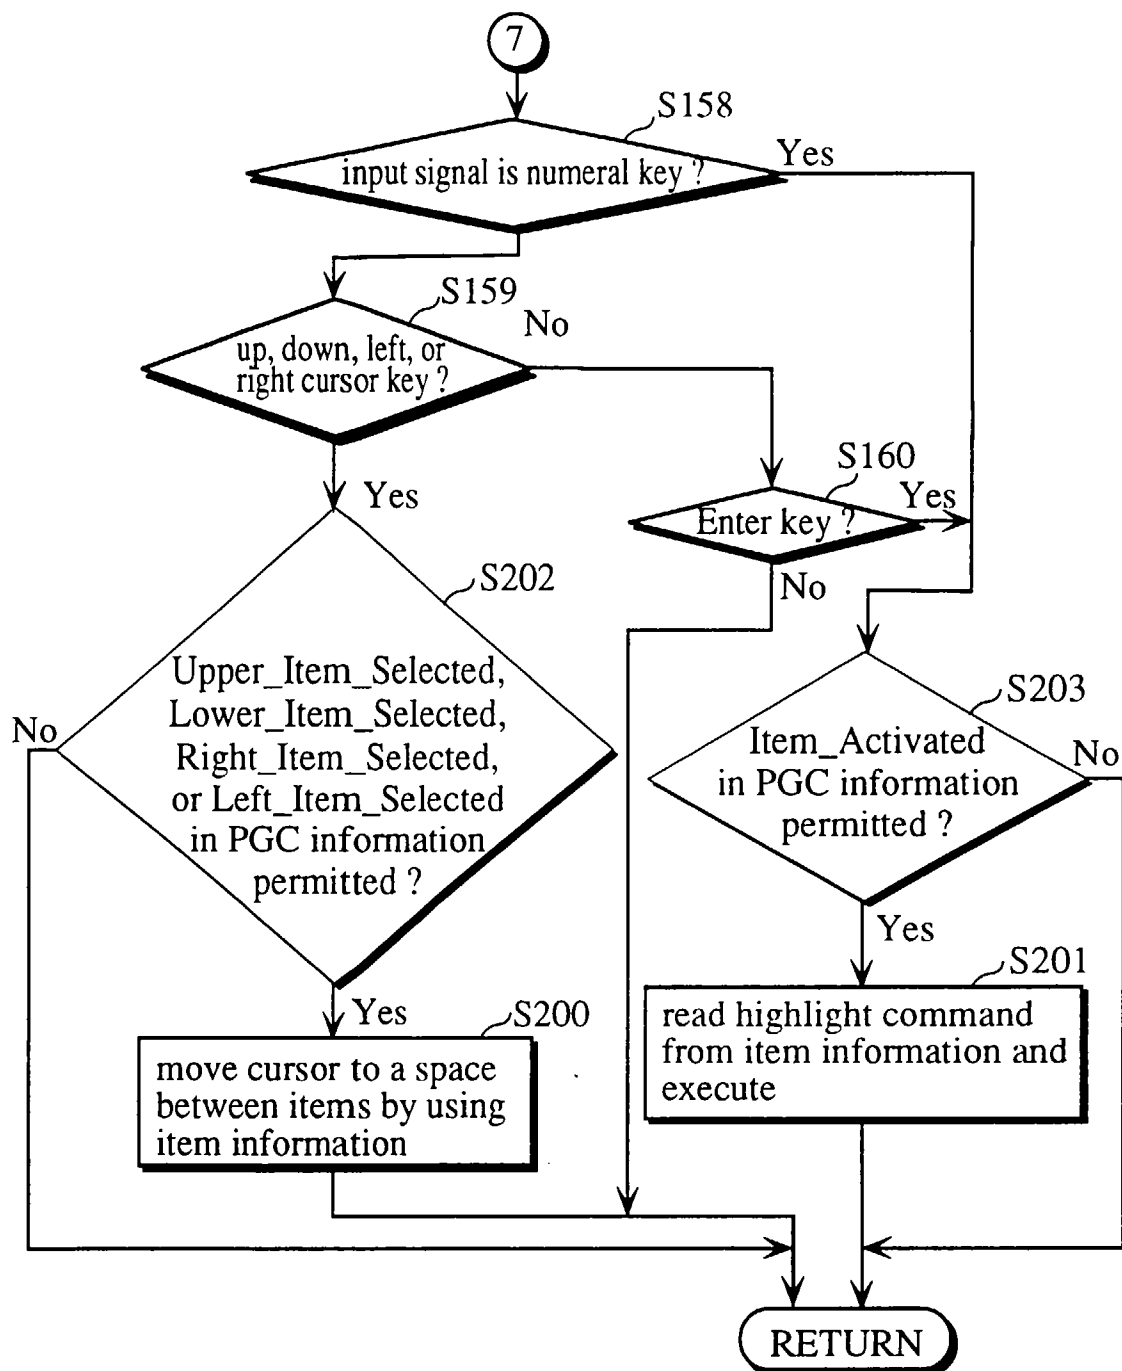 7
S158
Yes
input signal is numeral key ?
S159
No
up, down, left, or
right cursor key ?
S160
Yes
Yes
Enter key ?
No
S202
Upper_Item_Selected,
Lower_Item_Selected,
Right_Item_Selected,
or Left_Item_Selected
in PGC information
permitted ?
No
S203
Item_Activated
in PGC information
permitted ?
No
Yes
S201
read highlight command
from item information and
execute
Yes
S200
move cursor to a space
between items by using
item information
RETURN